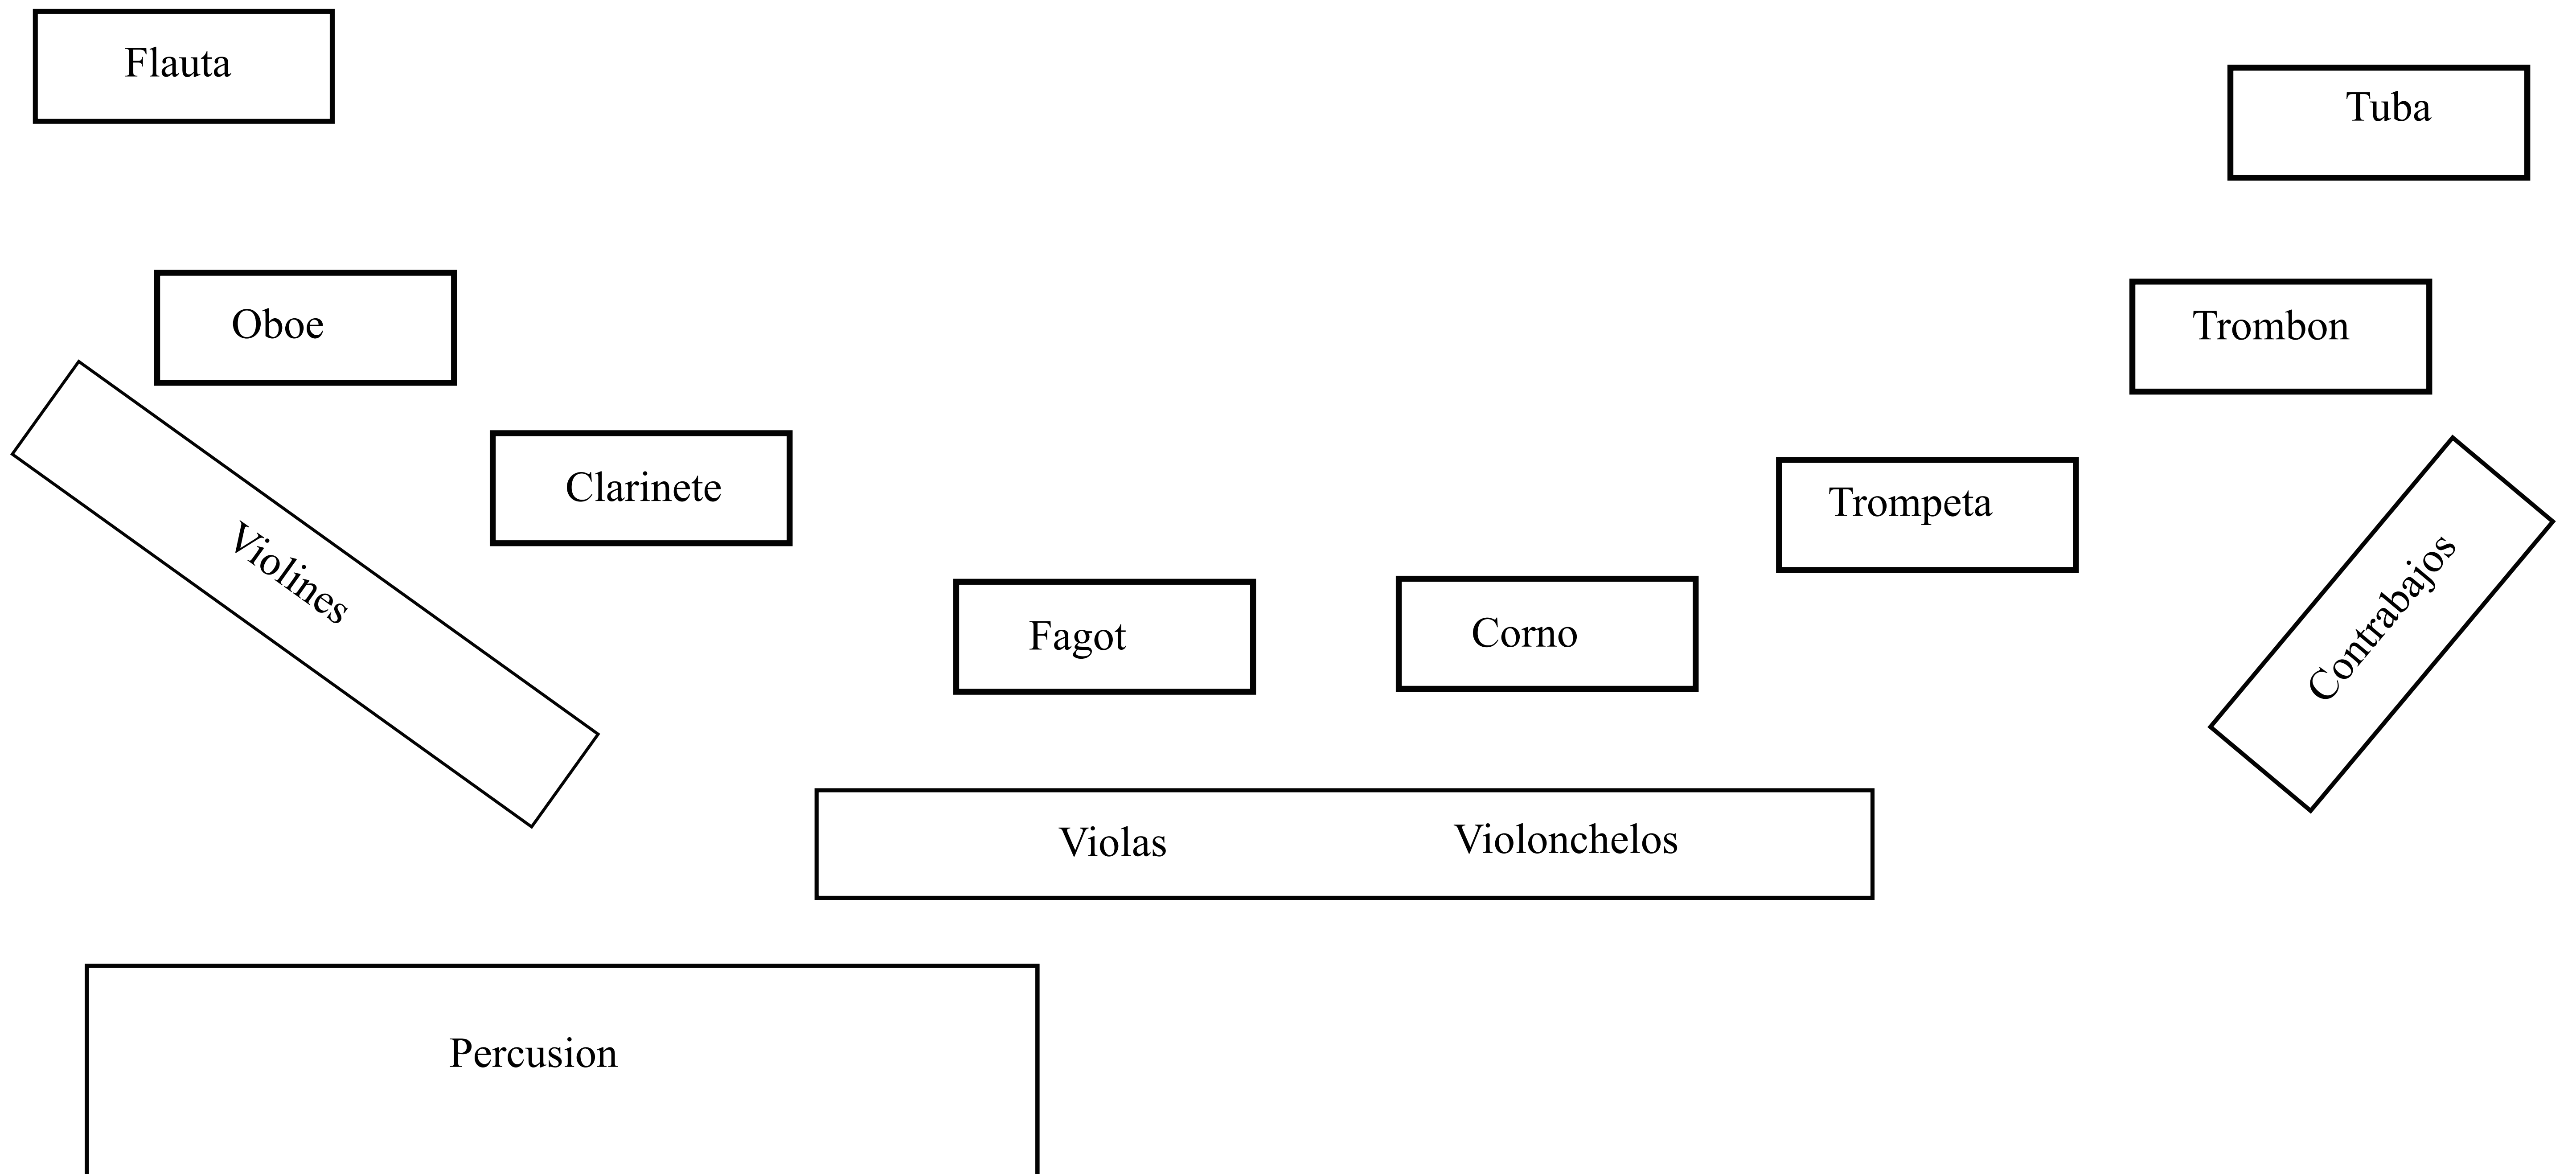 Flauta
Tuba
Oboe
Trombon
Clarinete
Trompeta
Violines
Contrabajos
Fagot
Corno
Violas
Violonchelos
Percusion